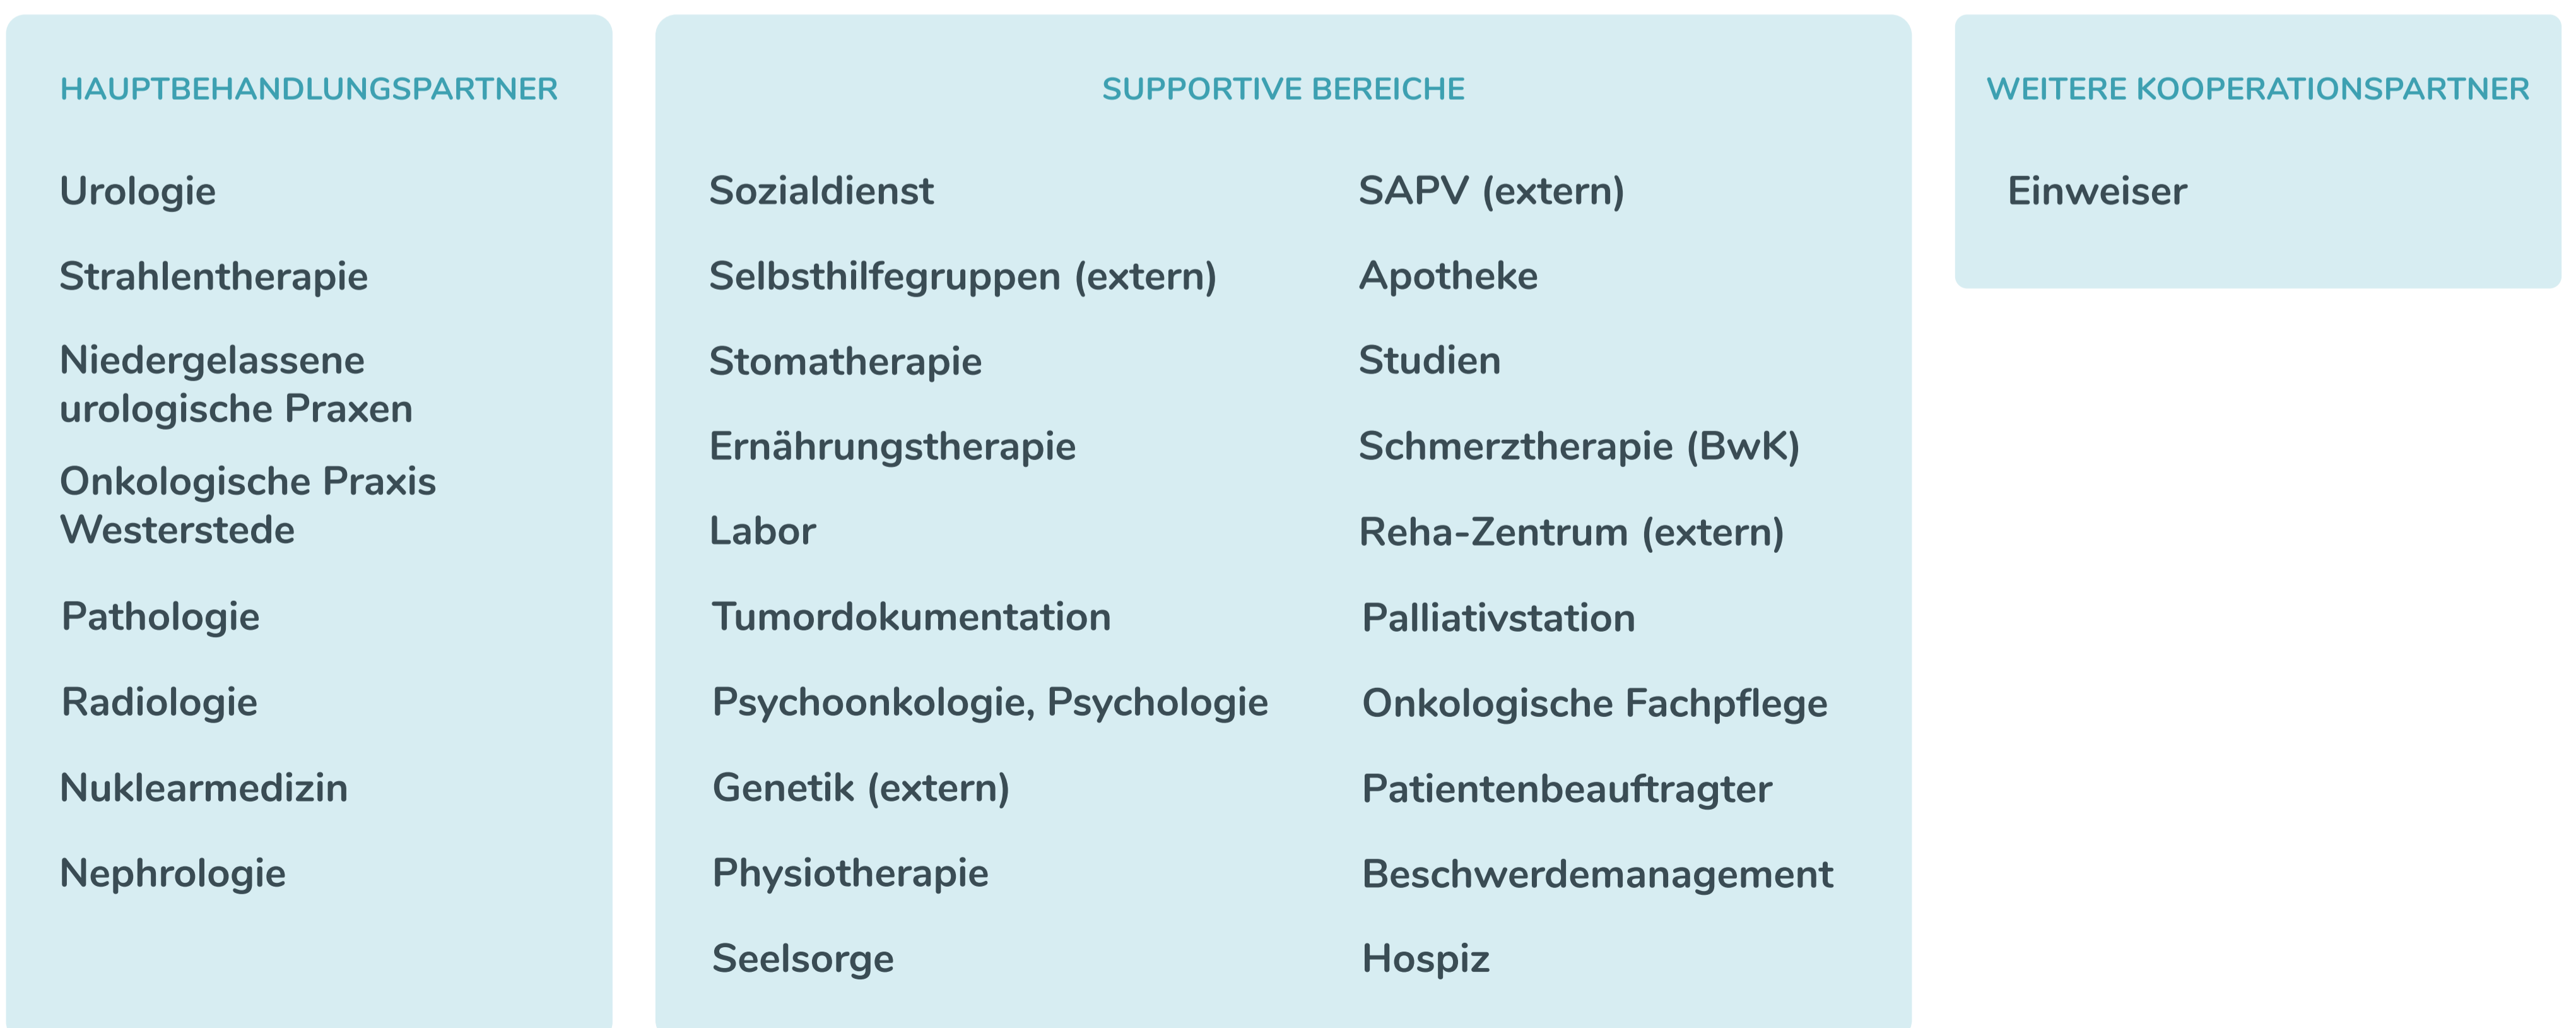 HAUPTBEHANDLUNGSPARTNER
Urologie
Strahlentherapie
Niedergelassene
urologische Praxen
Onkologische Praxis
Westerstede
Pathologie
Radiologie
Nuklearmedizin
Nephrologie
SUPPORTIVE BEREICHE
Sozialdienst
Selbsthilfegruppen (extern)
Stomatherapie
Ernährungstherapie
Labor
Tumordokumentation
Psychoonkologie, Psychologie
Genetik (extern)
Physiotherapie
Seelsorge
SAPV (extern)
Apotheke
Studien
Schmerztherapie (BwK)
Reha-Zentrum (extern)
Palliativstation
Onkologische Fachpflege
Patientenbeauftragter
Beschwerdemanagement
Hospiz
WEITERE KOOPERATIONSPARTNER
Einweiser